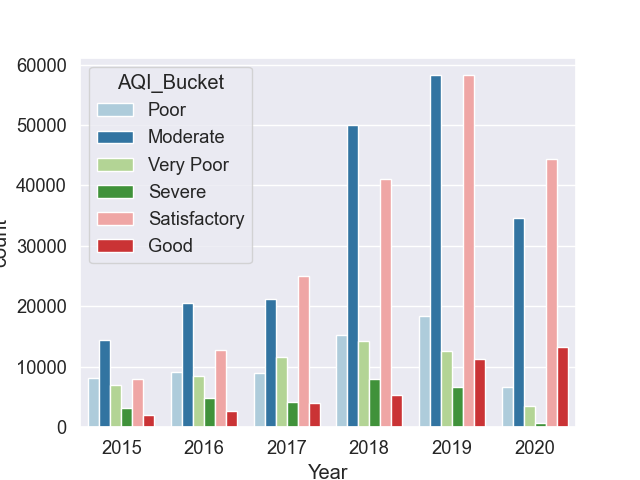 60000
50000
40000
30000
20000
10000
0
count
AQI_Bucket
Poor
Moderate
Very Poor
Severe
Satisfactory
Good
2015 2016 2017 2018 2019 2020
Year